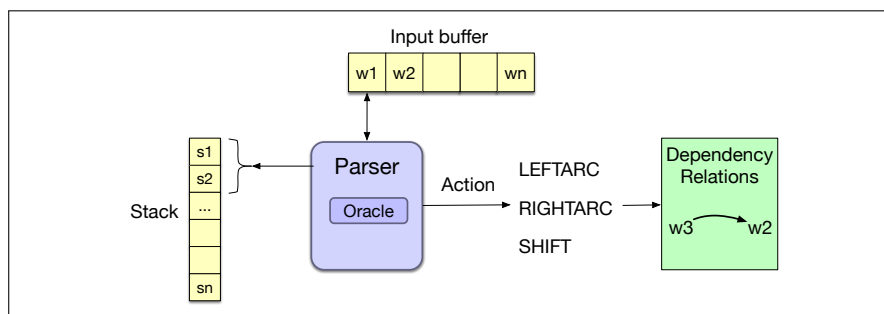 Input buffer
w1 w2 wn
s1
s2
...
sn
Stack
Parser
Oracle
Action
LEFTARC
RIGHTARC
SHIFT
Dependency
Relations
w3 w2